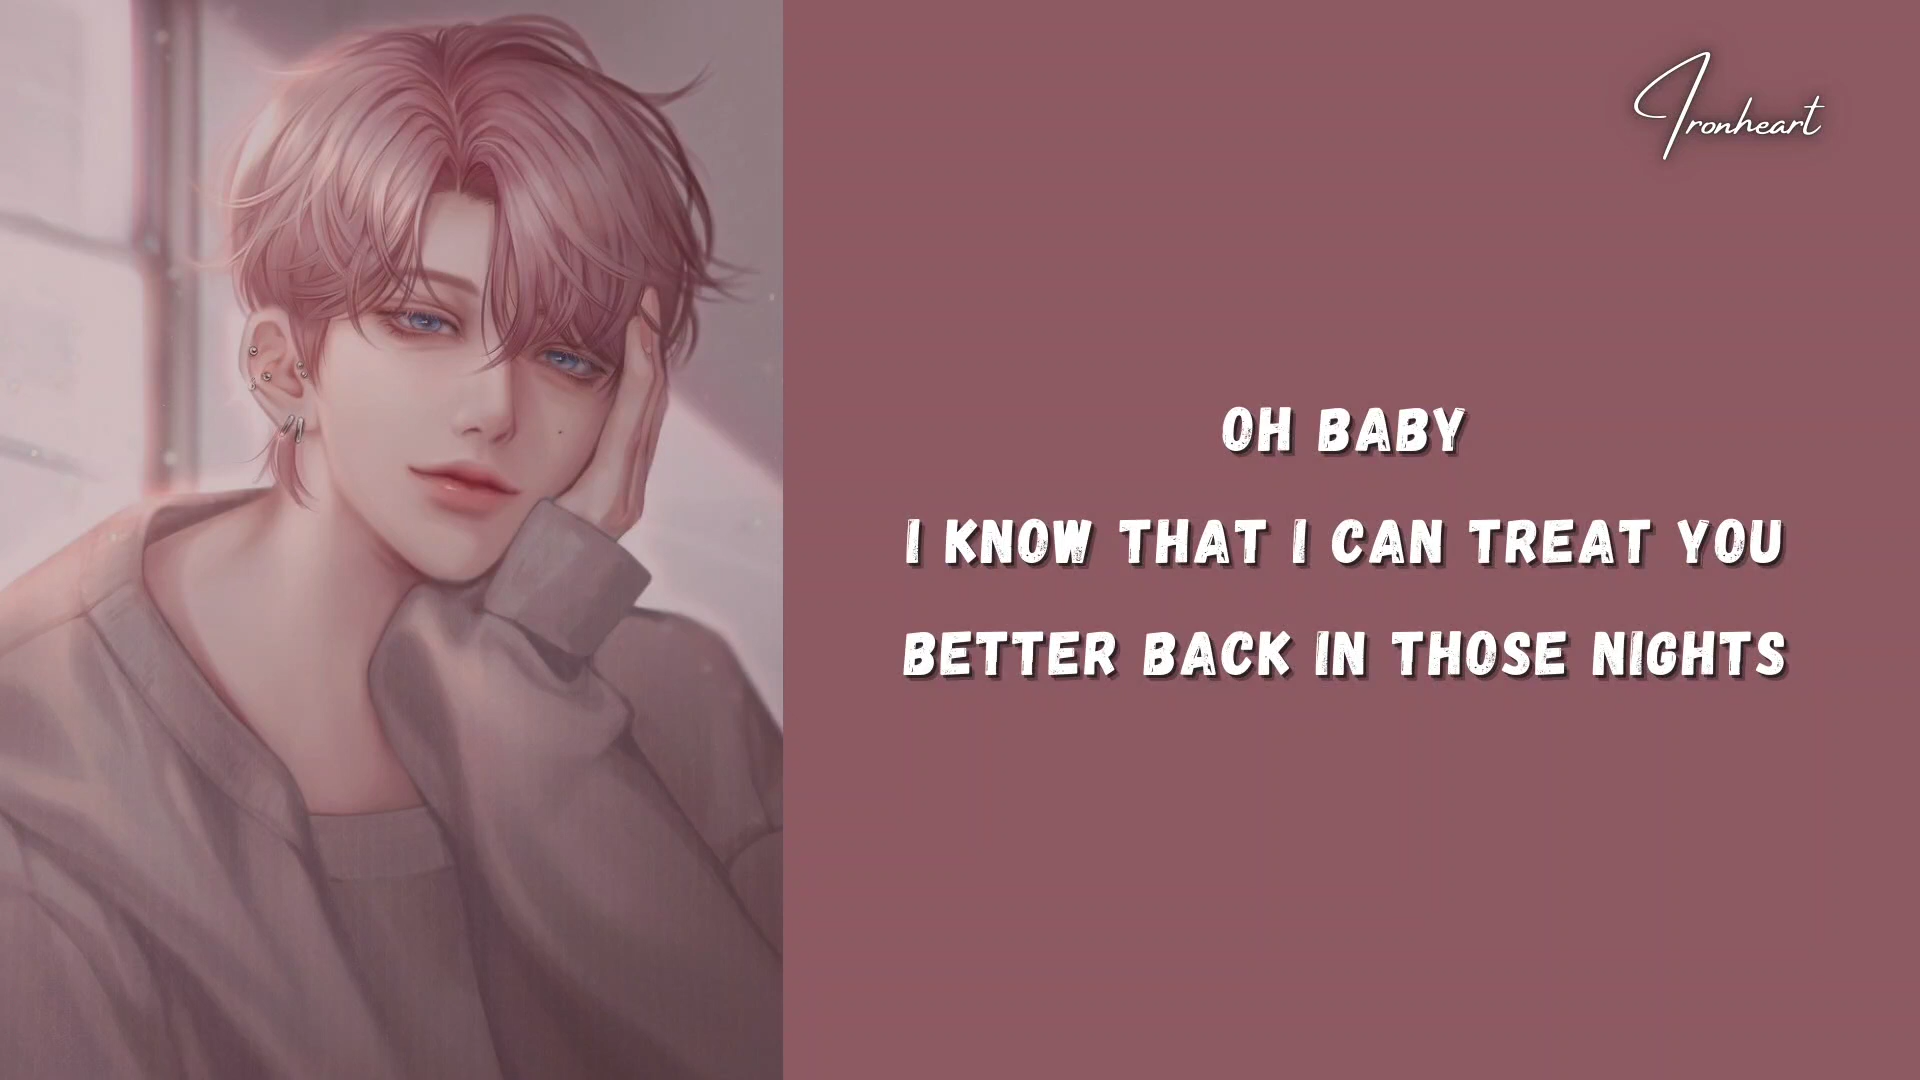 Ironheart
OH BABY
I KNOW THAT I CAN TREAT YOU
BETTER BACK IN THOSE NIGHTS